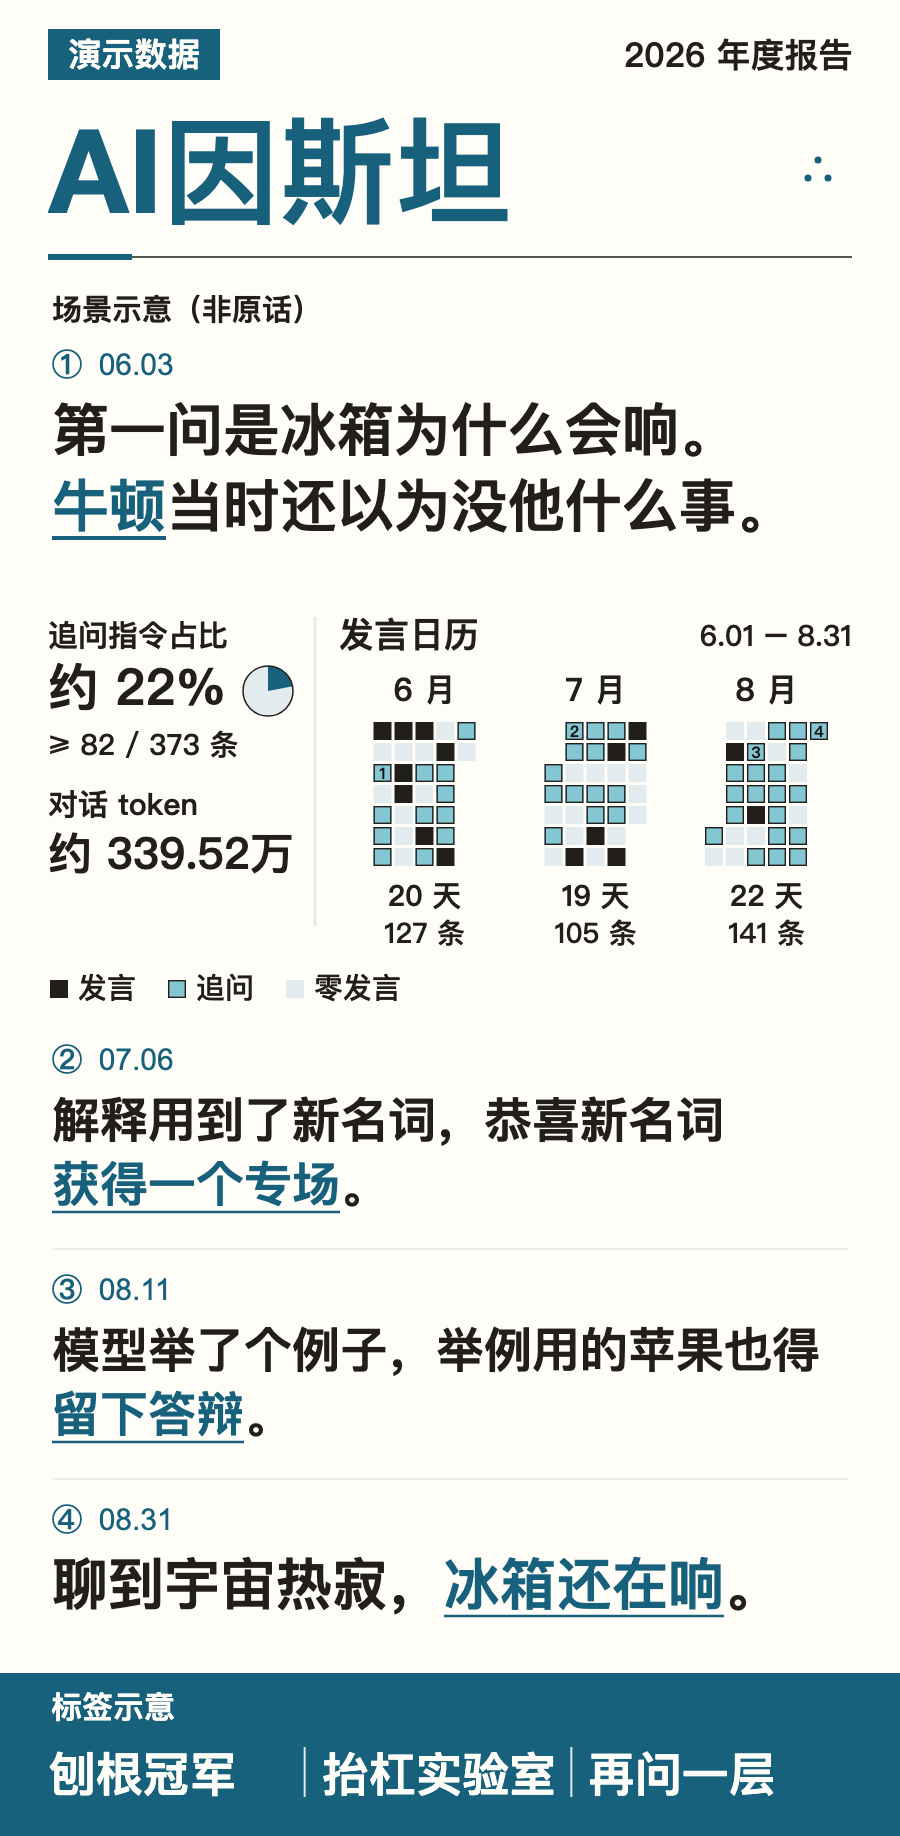 演示数据
2026 年度报告
AI因斯坦
场景示意（非原话）
① 06.03
第一问是冰箱为什么会响。
牛顿当时还以为没他什么事。
追问指令占比
约 22%
≥ 82 / 373 条
对话 token
约 339.52万
发言日历
6.01 – 8.31
6 月
7 月
8 月
2
4
3
1
20 天
19 天
22 天
127 条
105 条
141 条
发言
追问
零发言
② 07.06
解释用到了新名词，恭喜新名词
获得一个专场。
③ 08.11
模型举了个例子，举例用的苹果也得
留下答辩。
④ 08.31
聊到宇宙热寂，冰箱还在响。
标签示意
刨根冠军
抬杠实验室
再问一层